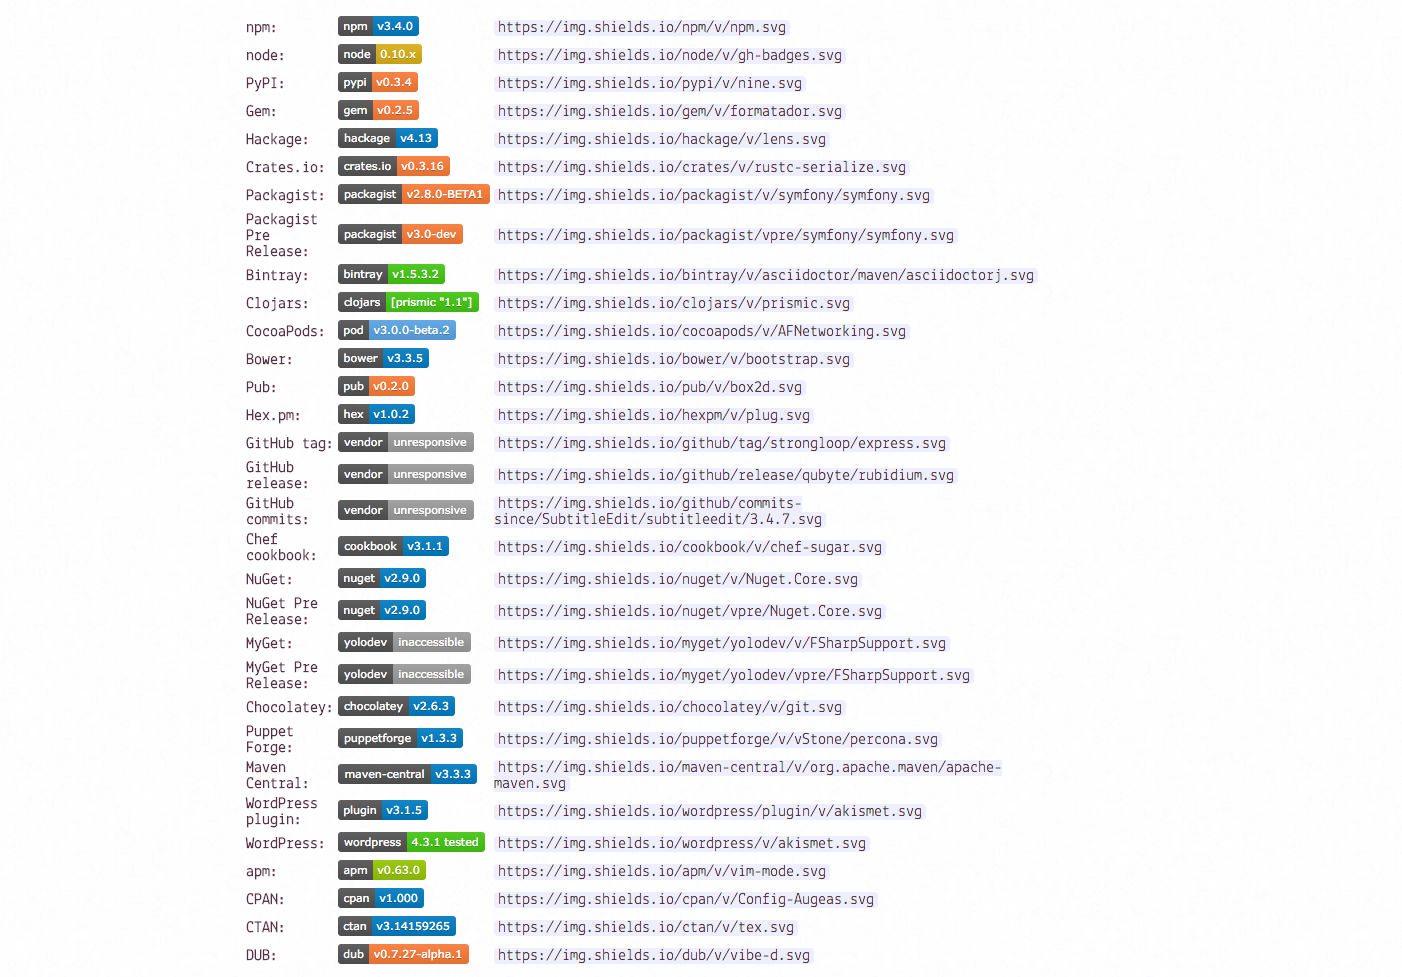 npm: npm v3.4.0 https://img.shields.io/npm/v/npm.svg
node: node 0.10.x https://img.shields.io/node/v/gh-badges.svg
PyPI: pypi v0.3.4 https://img.shields.io/pypi/v/nine.svg
Gem: gem v0.2.5 https://img.shields.io/gem/v/formatador.svg
Hackage: hackage v4.13 https://img.shields.io/hackage/v/lens.svg
Crates.io: crates.io v0.3.16 https://img.shields.io/crates/v/rustc-serialize.svg
Packagist: packagist v2.8.0-BETA1 https://img.shields.io/packagist/v/symfony/symfony.svg
Packagist
Pre
Release:
packagist v3.0-dev https://img.shields.io/packagist/vpre/symfony/symfony.svg
Bintray: bintray v1.5.3.2 https://img.shields.io/bintray/v/asciidoctor/maven/asciidoctorj.svg
Clojars: clojars [prismic "1.1"] https://img.shields.io/clojars/v/prismic.svg
CocoaPods: pod v3.0.0-beta.2 https://img.shields.io/cocoapods/v/AFNetworking.svg
Bower: bower v3.3.5 https://img.shields.io/bower/v/bootstrap.svg
Pub: pub v0.2.0 https://img.shields.io/pub/v/box2d.svg
Hex.pm: hex v1.0.2 https://img.shields.io/hexpm/v/plug.svg
GitHub tag: vendor unresponsive https://img.shields.io/github/tag/strongloop/express.svg
GitHub
release:
vendor unresponsive https://img.shields.io/github/release/qubyte/rubidium.svg
GitHub
commits:
vendor unresponsive https://img.shields.io/github/commits-
since/SubtitleEdit/subtitleedit/3.4.7.svg
Chef
cookbook:
cookbook v3.1.1 https://img.shields.io/cookbook/v/chef-sugar.svg
NuGet: nuget v2.9.0 https://img.shields.io/nuget/v/Nuget.Core.svg
NuGet Pre
Release:
nuget v2.9.0 https://img.shields.io/nuget/vpre/Nuget.Core.svg
MyGet: yolodev inaccessible https://img.shields.io/myget/yolodev/v/FSharpSupport.svg
MyGet Pre
Release:
yolodev inaccessible https://img.shields.io/myget/yolodev/vpre/FSharpSupport.svg
Chocolatey: chocolatey v2.6.3 https://img.shields.io/chocolatey/v/git.svg
Puppet
Forge:
puppetforge v1.3.3 https://img.shields.io/puppetforge/v/vStone/percona.svg
Maven
Central:
maven-central v3.3.3 https://img.shields.io/maven-central/v/org.apache.maven/apache-
maven.svg
WordPress
plugin:
plugin v3.1.5 https://img.shields.io/wordpress/plugin/v/akismet.svg
WordPress: wordpress 4.3.1 tested https://img.shields.io/wordpress/v/akismet.svg
apm: apm v0.63.0 https://img.shields.io/apm/v/vim-mode.svg
CPAN: cpan v1.000 https://img.shields.io/cpan/v/Config-Augeas.svg
CTAN: ctan v3.14159265 https://img.shields.io/ctan/v/tex.svg
DUB: dub v0.7.27-alpha.1 https://img.shields.io/dub/v/vibe-d.svg